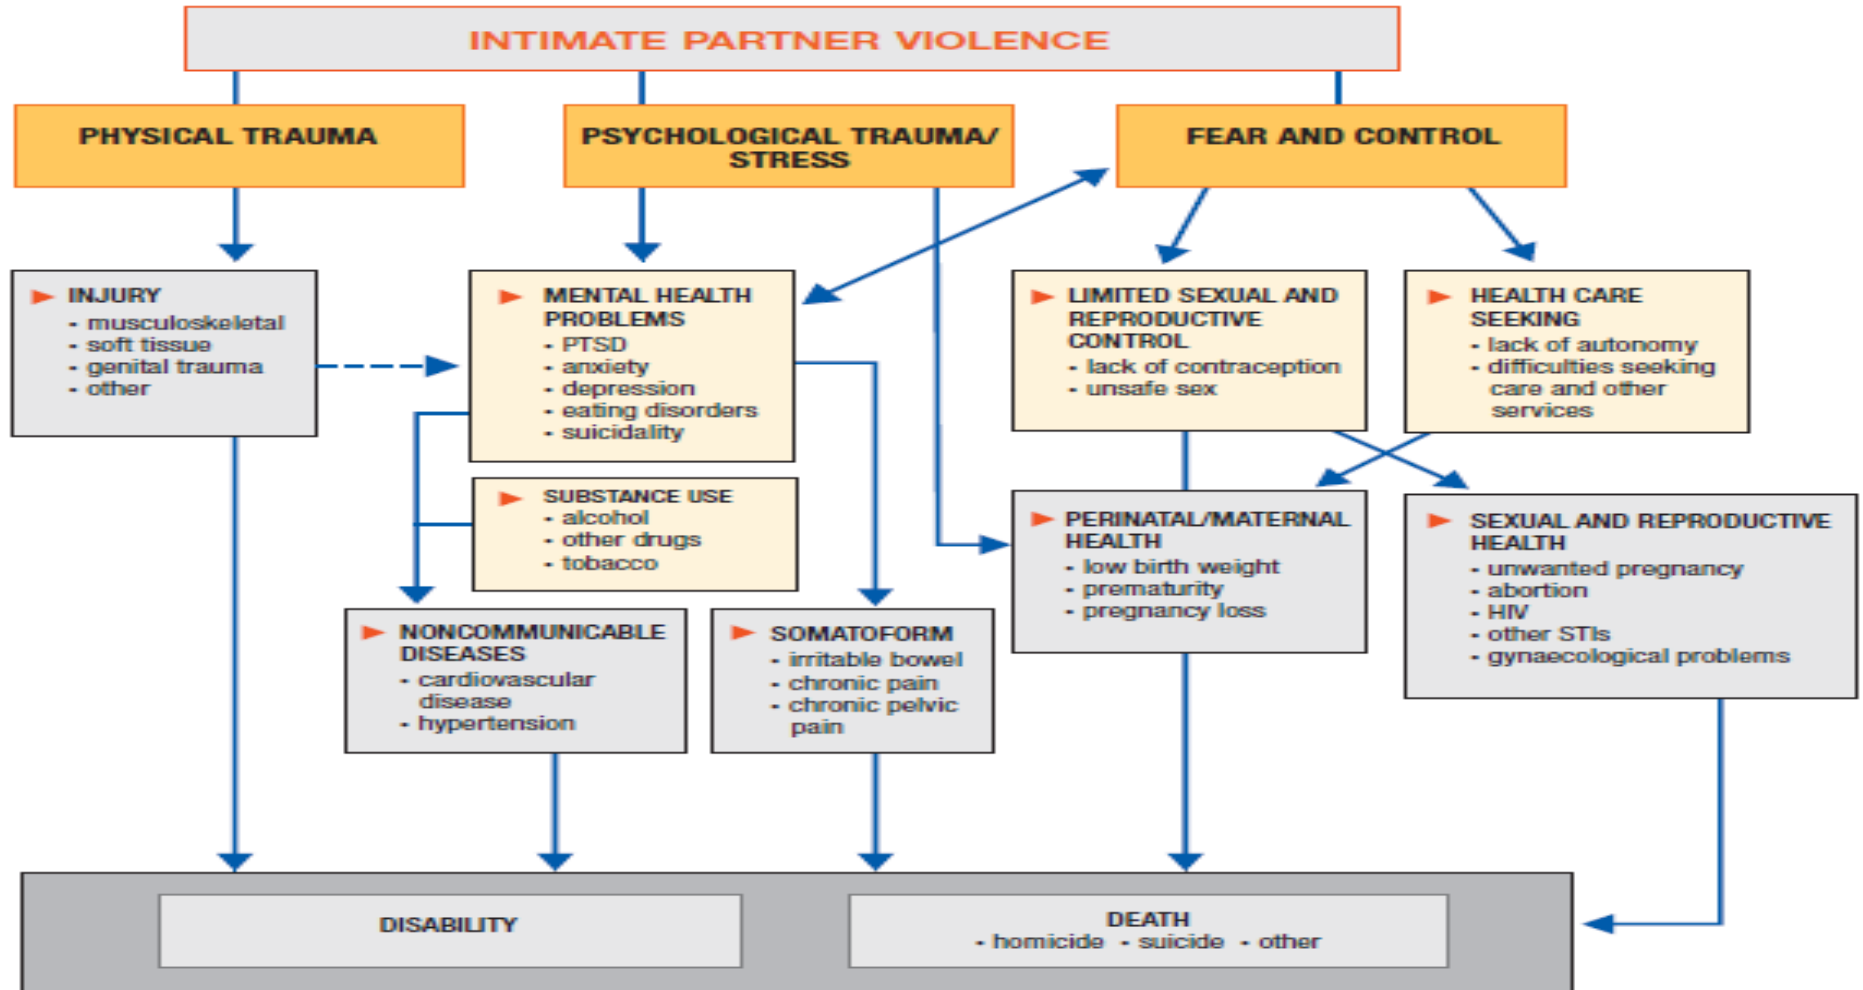 INTIMATE PARTNER VIOLENCE
PHYSICAL TRAUMA
PSYCHOLOGICAL TRAUMA/
STRESS
FEAR AND CONTROL
INJURY
- musculoskeletal
- soft tissue
- genital trauma
- other
MENTAL HEALTH
PROBLEMS
- PTSD
- anxiety
- depression
- eating disorders
- suicidality
LIMITED SEXUAL AND
REPRODUCTIVE
CONTROL
- lack of contraception
- unsafe sex
HEALTH CARE
SEEKING
- lack of autonomy
- difficulties seeking
care and other
services
SUBSTANCE USE
- alcohol
- other drugs
- tobacco
PERINATAL/MATERNAL
HEALTH
- low birth weight
- prematurity
- pregnancy loss
SEXUAL AND REPRODUCTIVE
HEALTH
- unwanted pregnancy
- abortion
- HIV
- other STIs
- gynaecological problems
NONCOMMUNICABLE
DISEASES
- cardiovascular
disease
- hypertension
SOMATOFORM
- irritable bowel
- chronic pain
- chronic pelvic
pain
DISABILITY
DEATH
- homicide - suicide - other